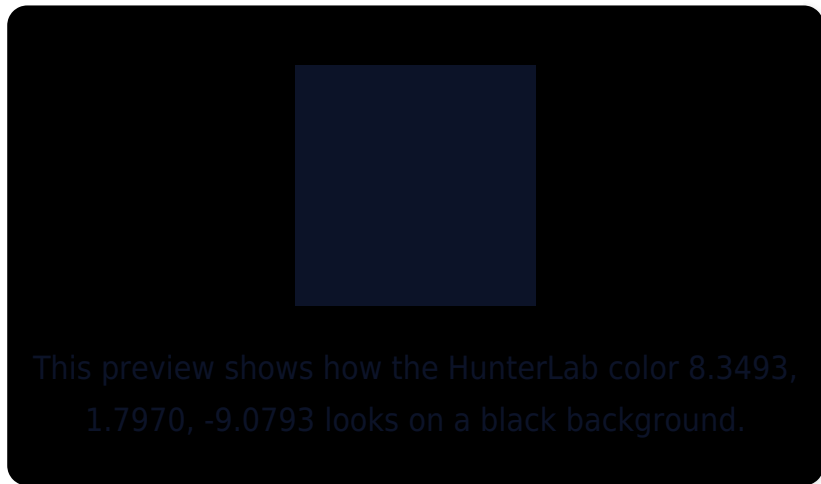 This preview shows how the HunterLab color 8.3493,
1.7970, -9.0793 looks on a black background.